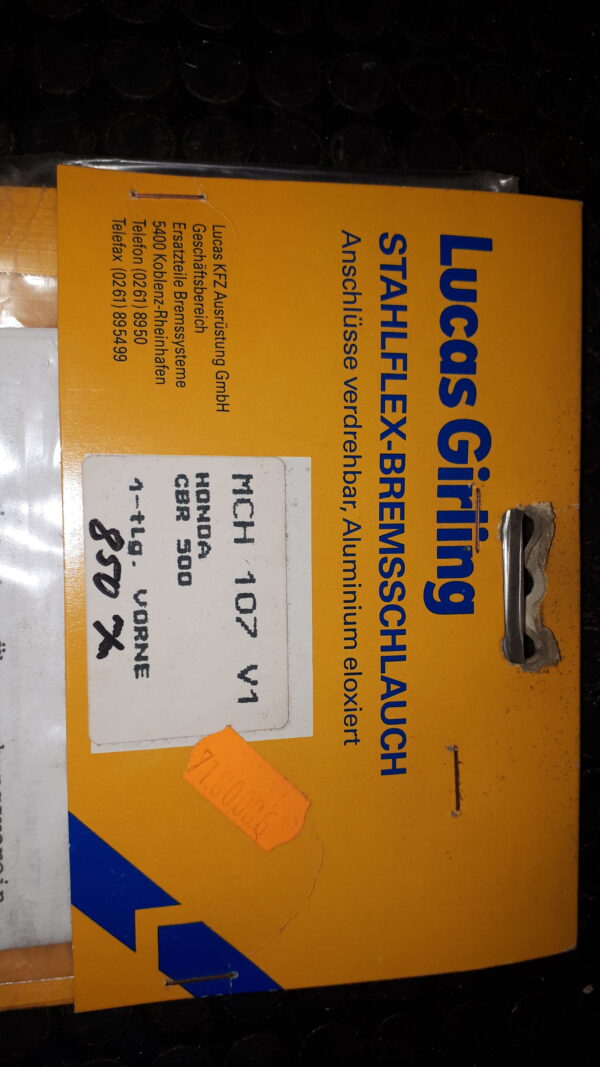 Lucas Girling
STAHLFLEX-BREMSSCHLAUCH
Anschlüsse verdrehbar, Aluminium eloxiert
Lucas KFZ Ausrüstung GmbH
Geschäftsbereich
Ersatzteile Bremssysteme
5400 Koblenz-Rheinhafen
Telefon (0261) 8950
Telefax (0261) 895499
MCH 107 V1
HONDA
CBR 500
1-tlg. VORNE
850